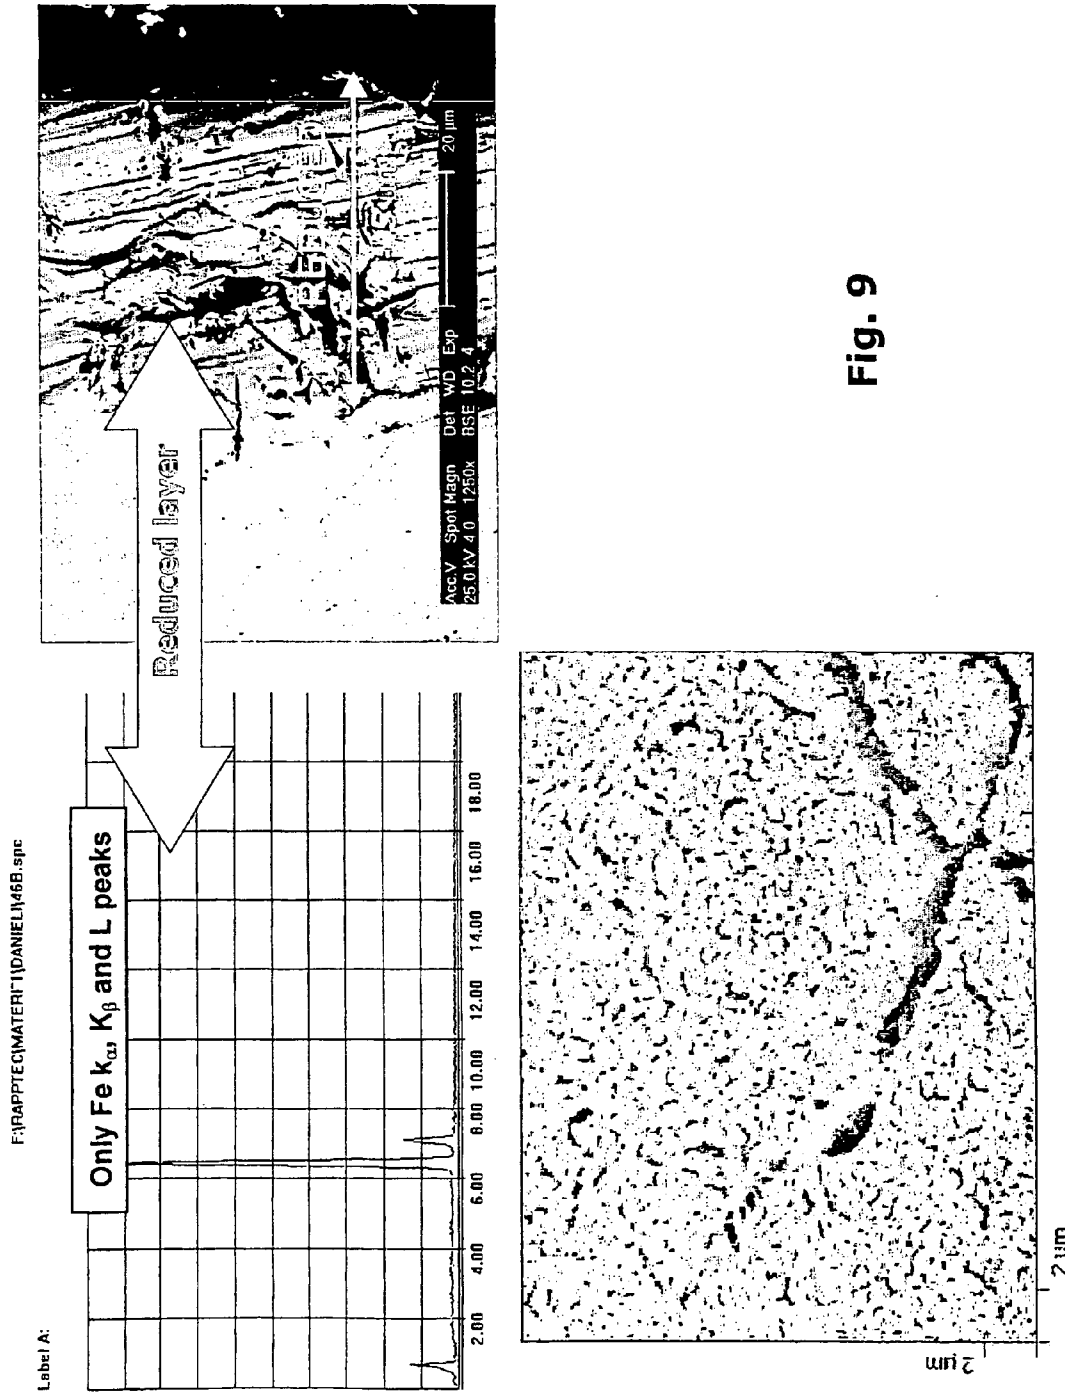 F:\RAPPTEC\MATERI~1\DANIELI\46B.spc
Label A:
Only Fe kα, Kβ and L peaks
2.00 4.00 6.00 8.00 10.00 12.00 14.00 16.00 18.00
Reduced layer
REDUCED
Acc.V Spot Magn Det WD Exp 20 µm
25.0 kV 4.0 1250x BSE 10.2 4
2 µm
2 µm
Fig. 9